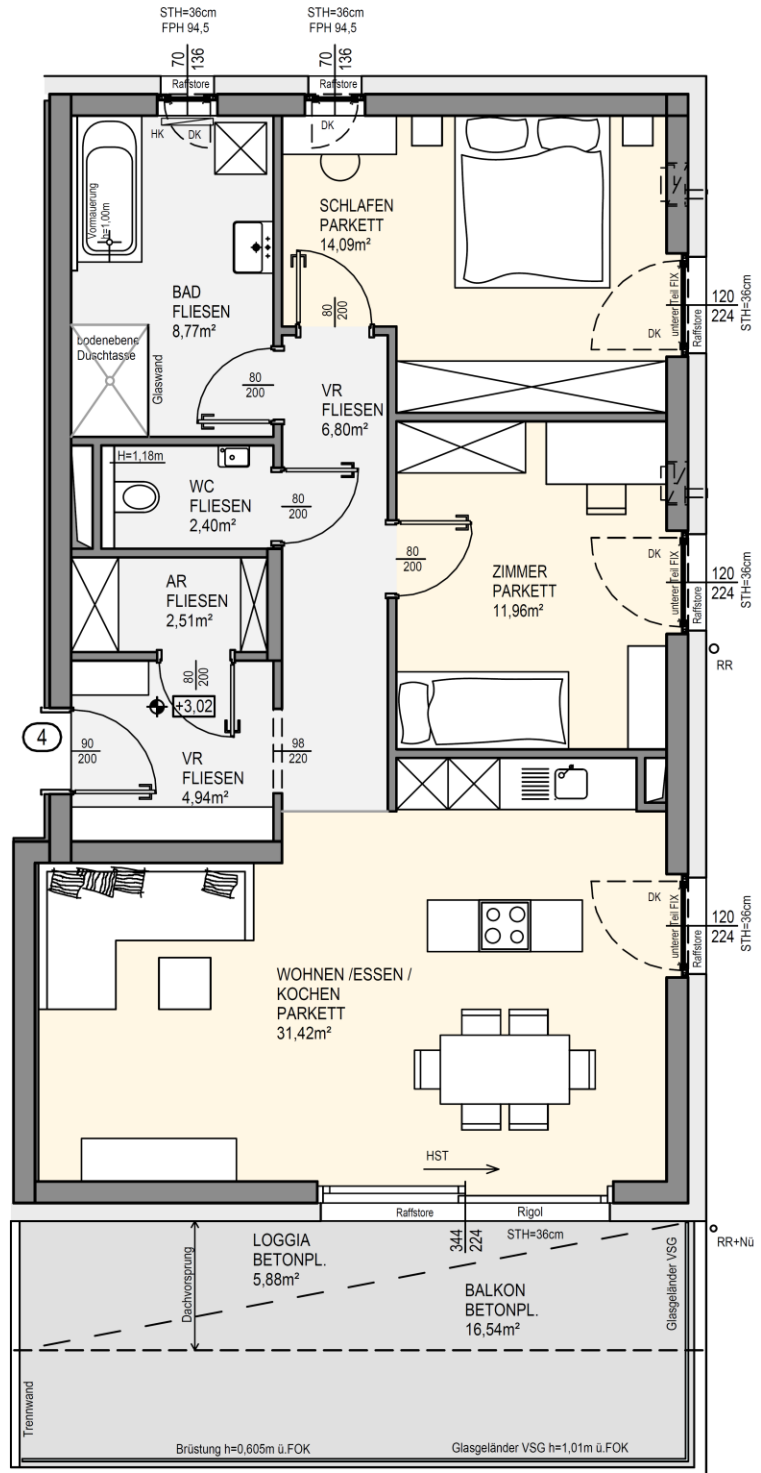 STH=36cm
FPH 94,5
STH=36cm
FPH 94,5
70
136
70
136
Raffstore
Raffstore
HK
DK
DK
Vormauerung
h=1,00m
SCHLAFEN
PARKETT
14,09m²
BAD
FLIESEN
8,77m²
80
200
unterer Teil FIX
DK
Raffstore
120
224
STH=36cm
bodenebene
Duschtasse
Glaswand
80
200
VR
FLIESEN
6,80m²
H=1,18m
WC
FLIESEN
2,40m²
80
200
80
200
ZIMMER
PARKETT
11,96m²
DK
unterer Teil FIX
Raffstore
120
224
STH=36cm
AR
FLIESEN
2,51m²
RR
80
200
+3,02
4
90
200
98
220
VR
FLIESEN
4,94m²
DK
unterer Teil FIX
Raffstore
120
224
STH=36cm
WOHNEN /ESSEN /
KOCHEN
PARKETT
31,42m²
HST
Raffstore
Rigol
344
224
STH=36cm
RR+Nü
LOGGIA
BETONPL.
5,88m²
Dachvorsprung
BALKON
BETONPL.
16,54m²
Glasgeländer VSG
Trennwand
Brüstung h=0,605m ü.FOK
Glasgeländer VSG h=1,01m ü.FOK